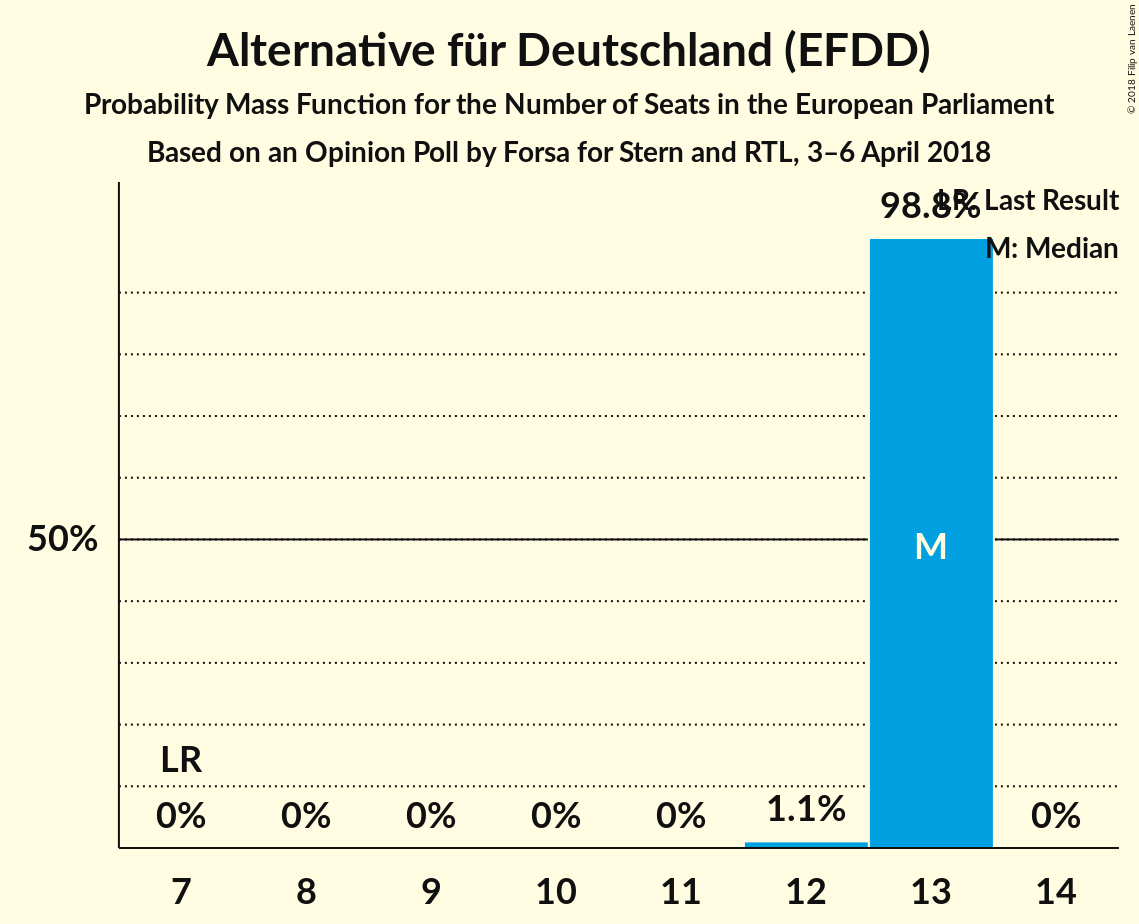 Alternative für Deutschland (EFDD)
Probability Mass Function for the Number of Seats in the European Parliament
Based on an Opinion Poll by Forsa for Stern and RTL, 3–6 April 2018
© 2018 Filip van Laenen
LR: Last Result
M: Median
98.8%
50%
M
LR
0% 0% 0% 0% 0% 1.1% 0%
7 8 9 10 11 12 13 14